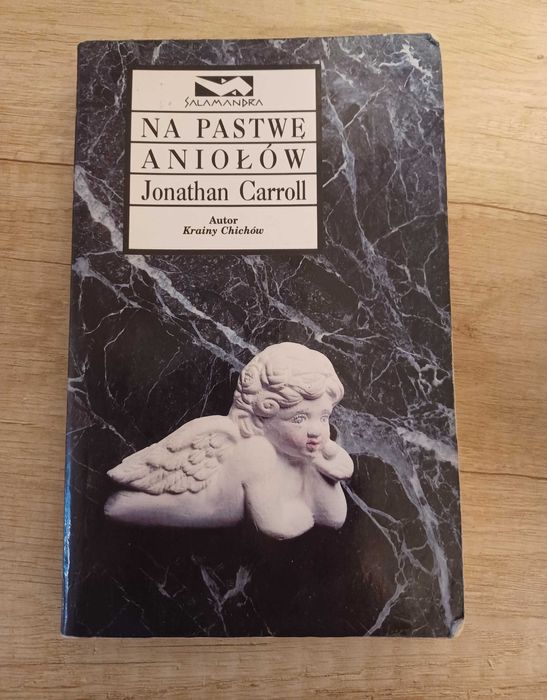 SALAMANDRA
NA PASTWĘ
ANIOŁÓW
Jonathan Carroll
Autor
Krainy Chichów